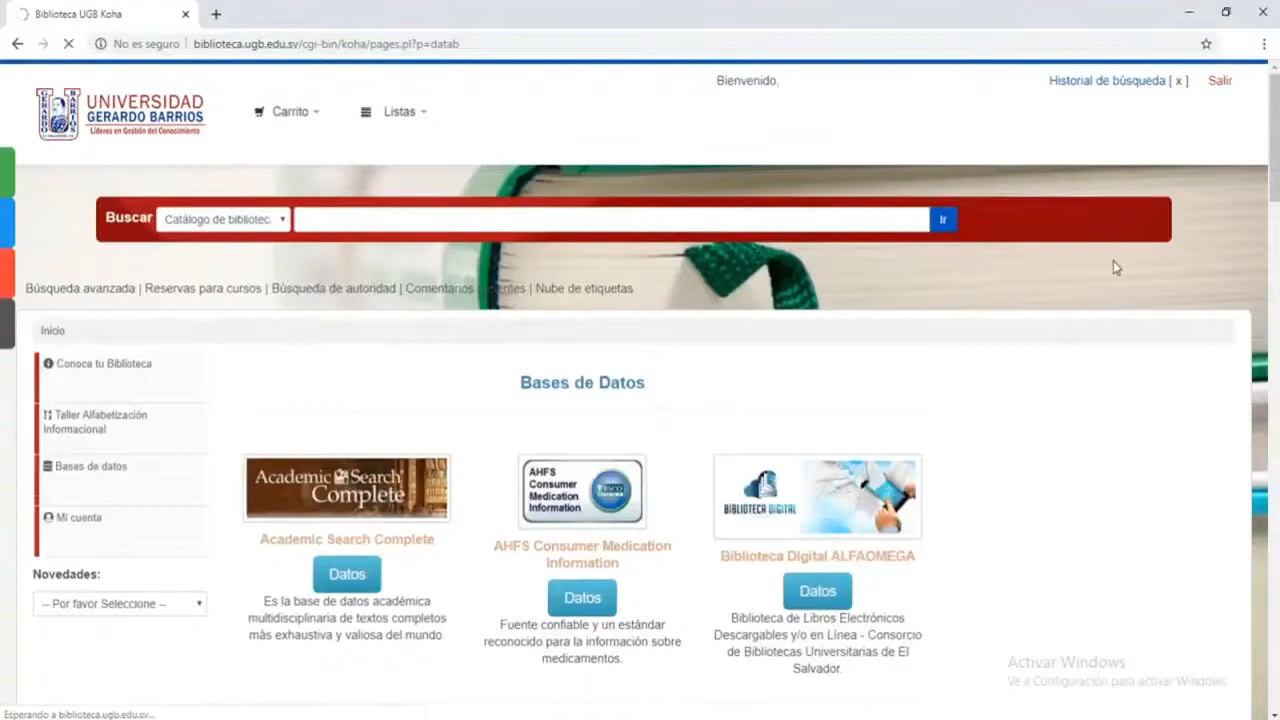 Biblioteca UGB Koha
No es seguro | biblioteca.ugb.edu.sv/cgi-bin/koha/pages.pl?p=datab
Bienvenido,
Historial de búsqueda [ x ] Salir
UNIVERSIDAD
GERARDO BARRIOS
Líderes en Gestión del Conocimiento
Carrito
Listas
Buscar
Catálogo de bibliotec
Ir
Búsqueda avanzada | Reservas para cursos | Búsqueda de autoridad | Comentarios | Nube de etiquetas
Inicio
Conoce tu Biblioteca
Taller Alfabetización
Informacional
Bases de datos
Mi cuenta
Novedades:
-- Por favor Seleccione --
Bases de Datos
Academic Search
Complete
Academic Search Complete
Datos
Es la base de datos académica
multidisciplinaria de textos completos
más exhaustiva y valiosa del mundo
AHFS
Consumer
Medication
Information
EBSCO
AHFS Consumer Medication
Information
Datos
Fuente confiable y un estándar
reconocido para la información sobre
medicamentos.
BIBLIOTECA DIGITAL
Biblioteca Digital ALFAOMEGA
Datos
Biblioteca de Libros Electrónicos
Descargables y/o en Línea - Consorcio
de Bibliotecas Universitarias de El
Salvador.
Activar Windows
Ve a Configuración para activar Windows.
Esperando a biblioteca.ugb.edu.sv...